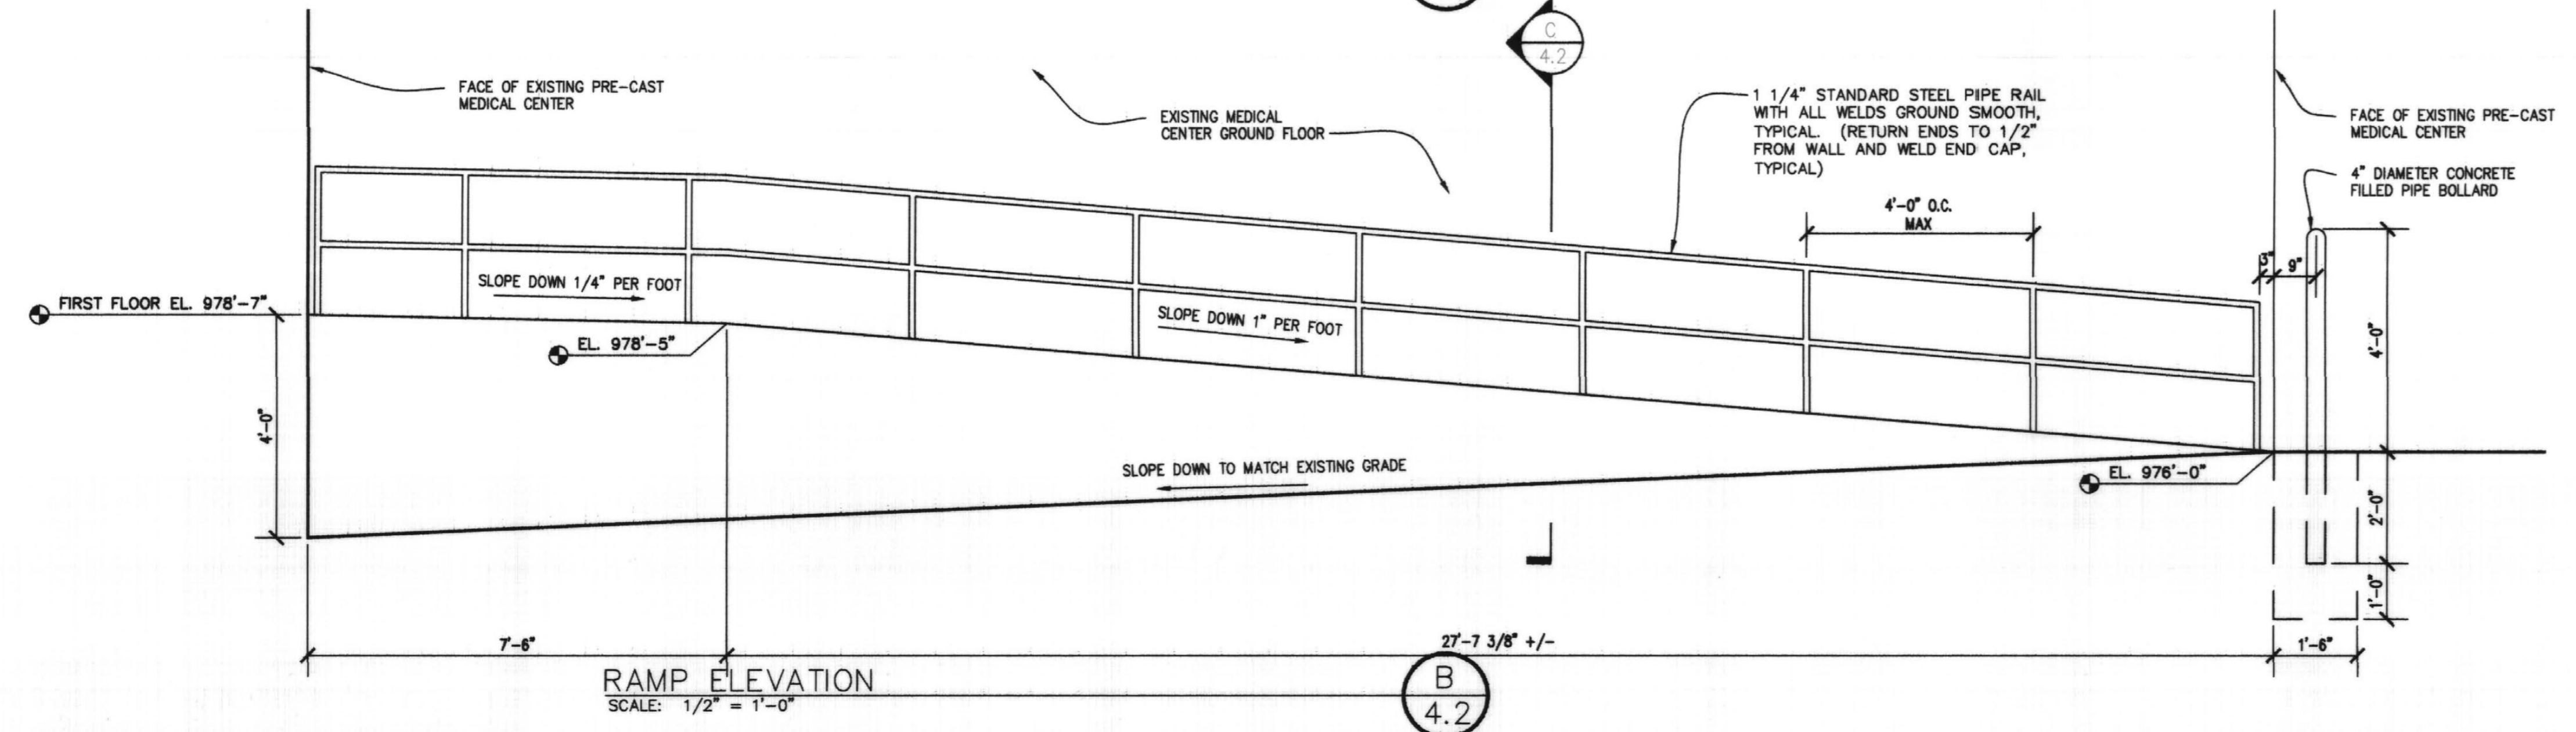 C
4.2
FACE OF EXISTING PRE-CAST
MEDICAL CENTER
EXISTING MEDICAL
CENTER GROUND FLOOR
1 1/4" STANDARD STEEL PIPE RAIL
WITH ALL WELDS GROUND SMOOTH,
TYPICAL. (RETURN ENDS TO 1/2"
FROM WALL AND WELD END CAP,
TYPICAL)
FACE OF EXISTING PRE-CAST
MEDICAL CENTER
4" DIAMETER CONCRETE
FILLED PIPE BOLLARD
4'-0" O.C.
MAX
3"
9"
SLOPE DOWN 1/4" PER FOOT
FIRST FLOOR EL. 978'-7"
SLOPE DOWN 1" PER FOOT
EL. 978'-5"
4'-0"
4'-0"
SLOPE DOWN TO MATCH EXISTING GRADE
EL. 976'-0"
2'-0"
1'-0"
7'-6"
27'-7 3/8" +/-
1'-6"
RAMP ELEVATION
SCALE: 1/2" = 1'-0"
B
4.2